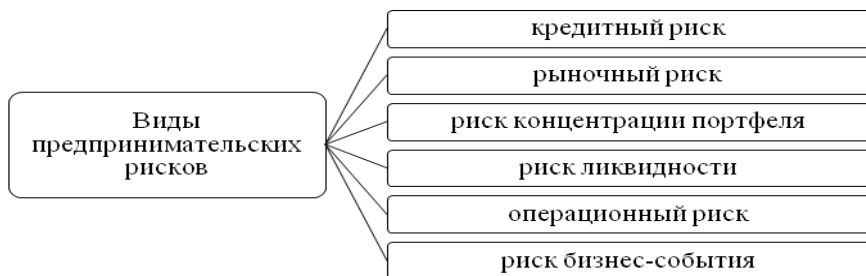 Виды
предпринимательских
рисков
кредитный риск
рыночный риск
риск концентрации портфеля
риск ликвидности
операционный риск
риск бизнес-события